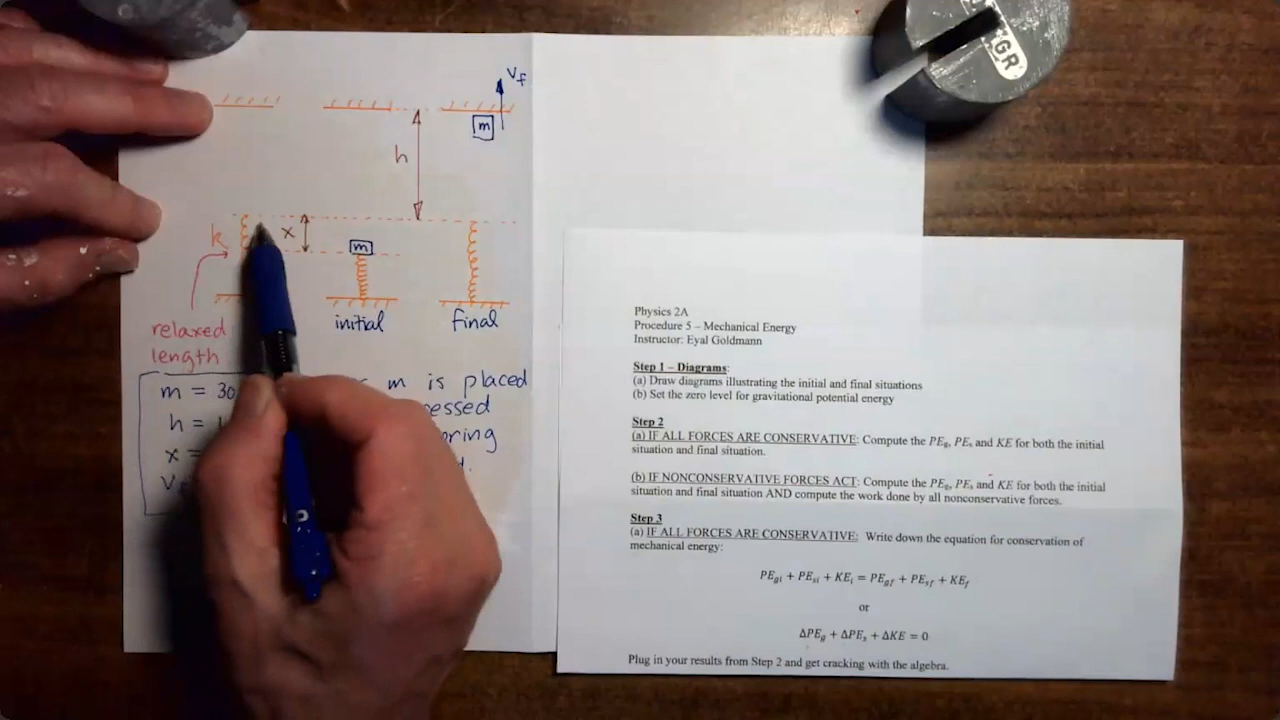 GR
v_f
m
h
k
x
m
initial
final
relaxed
length
m = 30
m is placed
h =
x =
V
Physics 2A
Procedure 5 – Mechanical Energy
Instructor: Eyal Goldmann
Step 1 – Diagrams:
(a) Draw diagrams illustrating the initial and final situations
(b) Set the zero level for gravitational potential energy
Step 2
(a) IF ALL FORCES ARE CONSERVATIVE: Compute the PE_g, PE_s and KE for both the initial
situation and final situation.
(b) IF NONCONSERVATIVE FORCES ACT: Compute the PE_g, PE_s and KE for both the initial
situation and final situation AND compute the work done by all nonconservative forces.
Step 3
(a) IF ALL FORCES ARE CONSERVATIVE: Write down the equation for conservation of
mechanical energy:
PE_gi + PE_si + KE_i = PE_gf + PE_sf + KE_f
or
ΔPE_g + ΔPE_s + ΔKE = 0
Plug in your results from Step 2 and get cracking with the algebra.